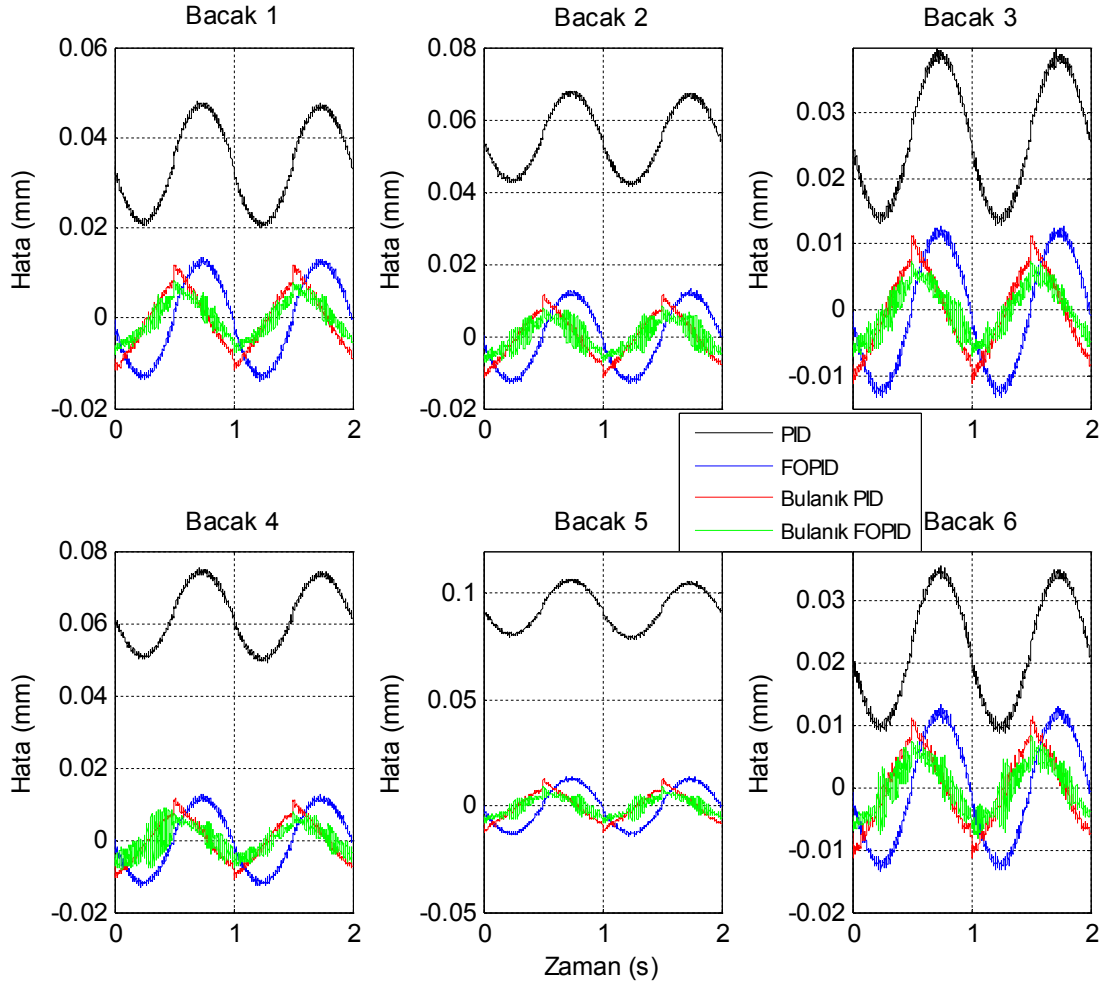 Bacak 1
Bacak 2
Bacak 3
0.06
0.04
0.02
0
-0.02
Hata (mm)
0 1 2
0.08
0.06
0.04
0.02
0
-0.02
Hata (mm)
0 1 2
0.03
0.02
0.01
0
-0.01
Hata (mm)
0 1 2
PID
FOPID
Bulanık PID
Bulanık FOPID
Bacak 4
Bacak 5
Bacak 6
0.08
0.06
0.04
0.02
0
-0.02
Hata (mm)
0 1 2
0.1
0.05
0
-0.05
Hata (mm)
0 1 2
Zaman (s)
0.03
0.02
0.01
0
-0.01
-0.02
Hata (mm)
0 1 2